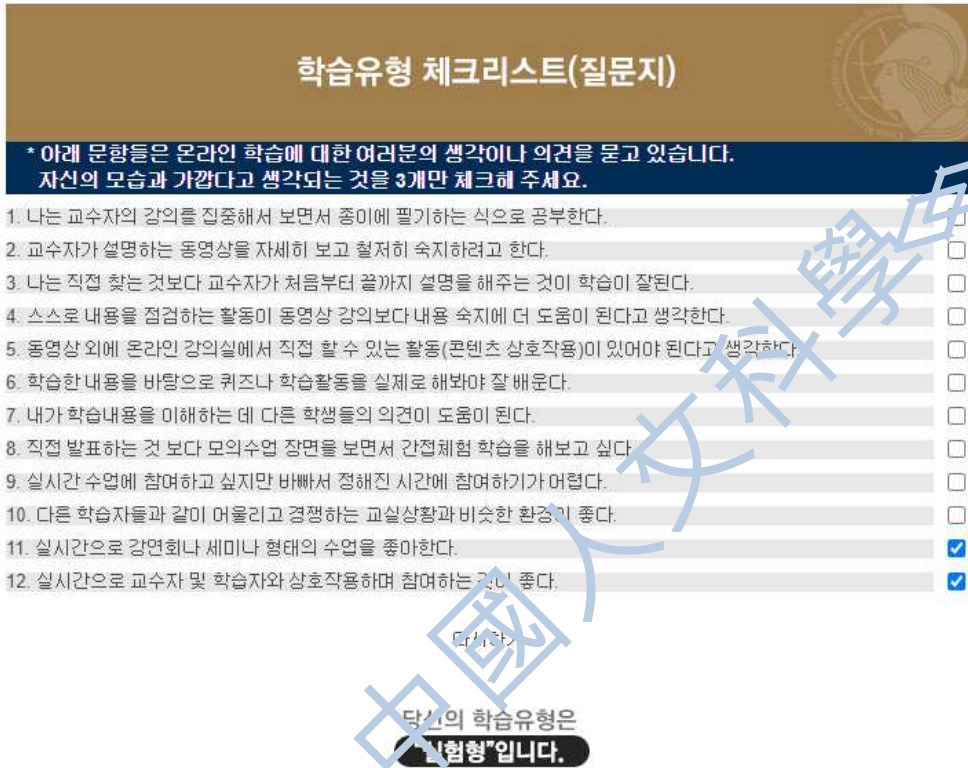 학습유형 체크리스트(질문지)
* 아래 문항들은 온라인 학습에 대한 여러분의 생각이나 의견을 묻고 있습니다.
자신의 모습과 가깝다고 생각되는 것을 3개만 체크해 주세요.
1. 나는 교수자의 강의를 집중해서 보면서 종이에 필기하는 식으로 공부한다.
2. 교수자가 설명하는 동영상을 자세히 보고 철저히 숙지하려고 한다.
3. 나는 직접 찾는 것보다 교수자가 처음부터 끝까지 설명을 해주는 것이 학습이 잘된다.
4. 스스로 내용을 점검하는 활동이 동영상 강의보다 내용 숙지에 더 도움이 된다고 생각한다.
5. 동영상 외에 온라인 강의실에서 직접 할 수 있는 활동(콘텐츠 상호작용)이 있어야 된다고 생각한다.
6. 학습한 내용을 바탕으로 퀴즈나 학습활동을 실제로 해봐야 잘 배운다.
7. 내가 학습내용을 이해하는 데 다른 학생들의 의견이 도움이 된다.
8. 직접 발표하는 것 보다 모의수업 장면을 보면서 간접체험 학습을 해보고 싶다.
9. 실시간 수업에 참여하고 싶지만 바빠서 정해진 시간에 참여하기가 어렵다.
10. 다른 학습자들과 같이 어울리고 경쟁하는 교실상황과 비슷한 환경이 좋다.
11. 실시간으로 강연회나 세미나 형태의 수업을 좋아한다.
12. 실시간으로 교수자 및 학습자와 상호작용하며 참여하는 것이 좋다.
당신의 학습유형은
입니다.
中國人文科學